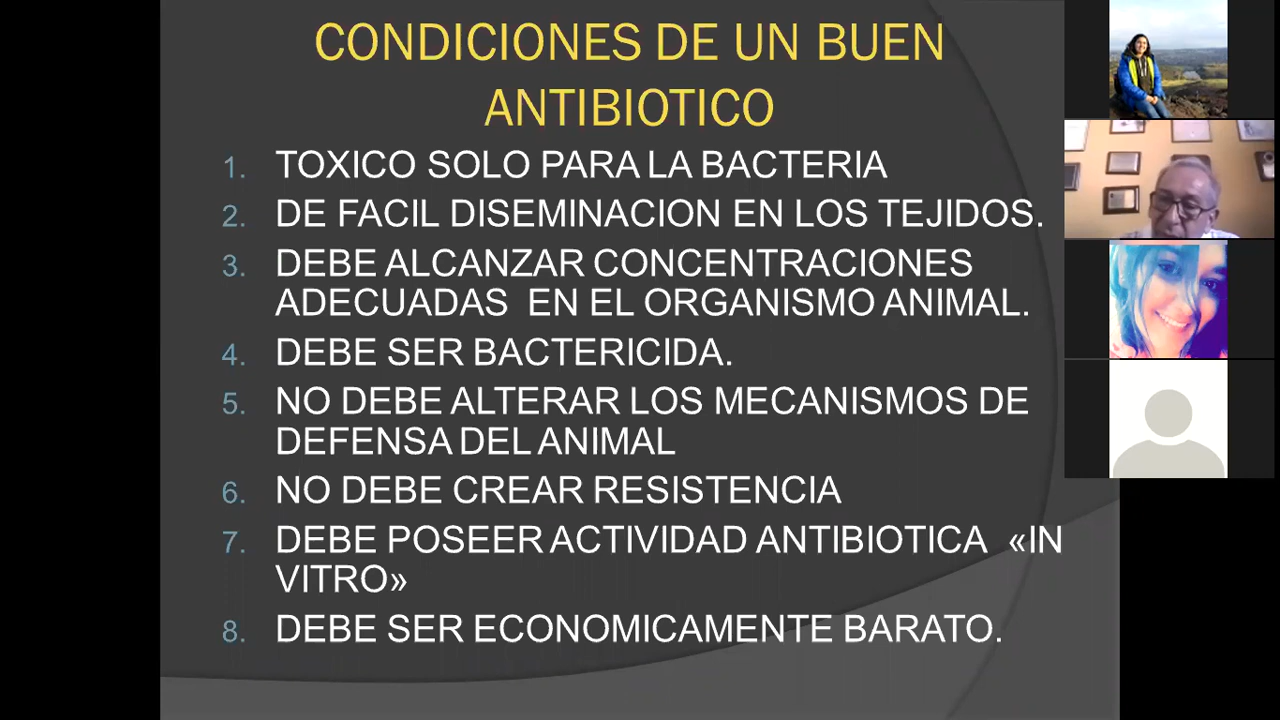 CONDICIONES DE UN BUEN
ANTIBIOTICO
1. TOXICO SOLO PARA LA BACTERIA
2. DE FACIL DISEMINACION EN LOS TEJIDOS.
3. DEBE ALCANZAR CONCENTRACIONES
ADECUADAS EN EL ORGANISMO ANIMAL.
4. DEBE SER BACTERICIDA.
5. NO DEBE ALTERAR LOS MECANISMOS DE
DEFENSA DEL ANIMAL
6. NO DEBE CREAR RESISTENCIA
7. DEBE POSEER ACTIVIDAD ANTIBIOTICA «IN
VITRO»
8. DEBE SER ECONOMICAMENTE BARATO.